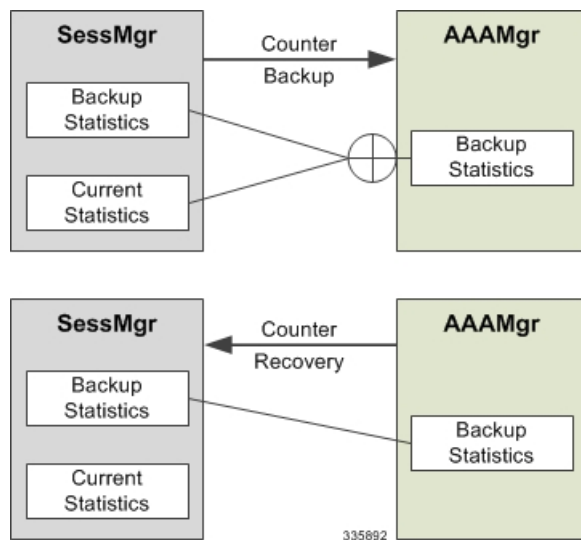 SessMgr
Counter
Backup
AAAMgr
Backup
Statistics
Current
Statistics
Backup
Statistics
SessMgr
Counter
Recovery
AAAMgr
Backup
Statistics
Current
Statistics
Backup
Statistics
335892